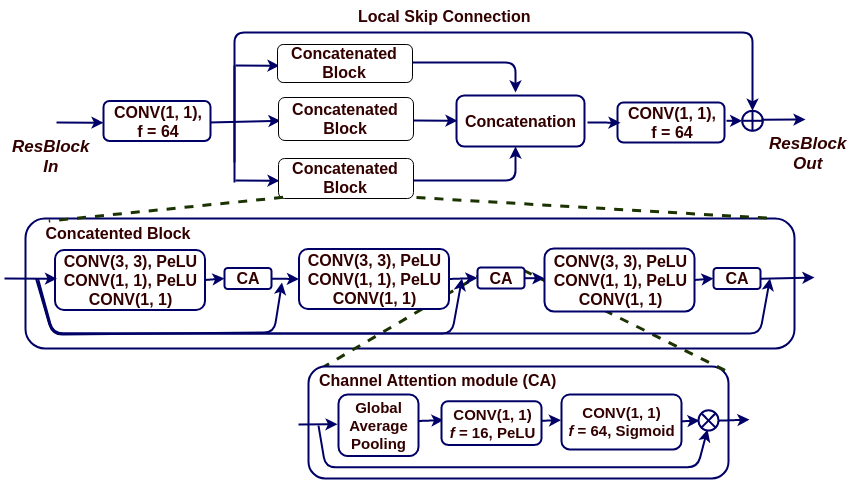 Local Skip Connection
Concatenated
Block
CONV(1, 1),
f = 64
Concatenated
Block
Concatenation
CONV(1, 1),
f = 64
ResBlock
In
ResBlock
Out
Concatenated
Block
Concatented Block
CONV(3, 3), PeLU
CONV(1, 1), PeLU
CONV(1, 1)
CA
CONV(3, 3), PeLU
CONV(1, 1), PeLU
CONV(1, 1)
CA
CONV(3, 3), PeLU
CONV(1, 1), PeLU
CONV(1, 1)
CA
Channel Attention module (CA)
Global
Average
Pooling
CONV(1, 1)
f = 16, PeLU
CONV(1, 1)
f = 64, Sigmoid